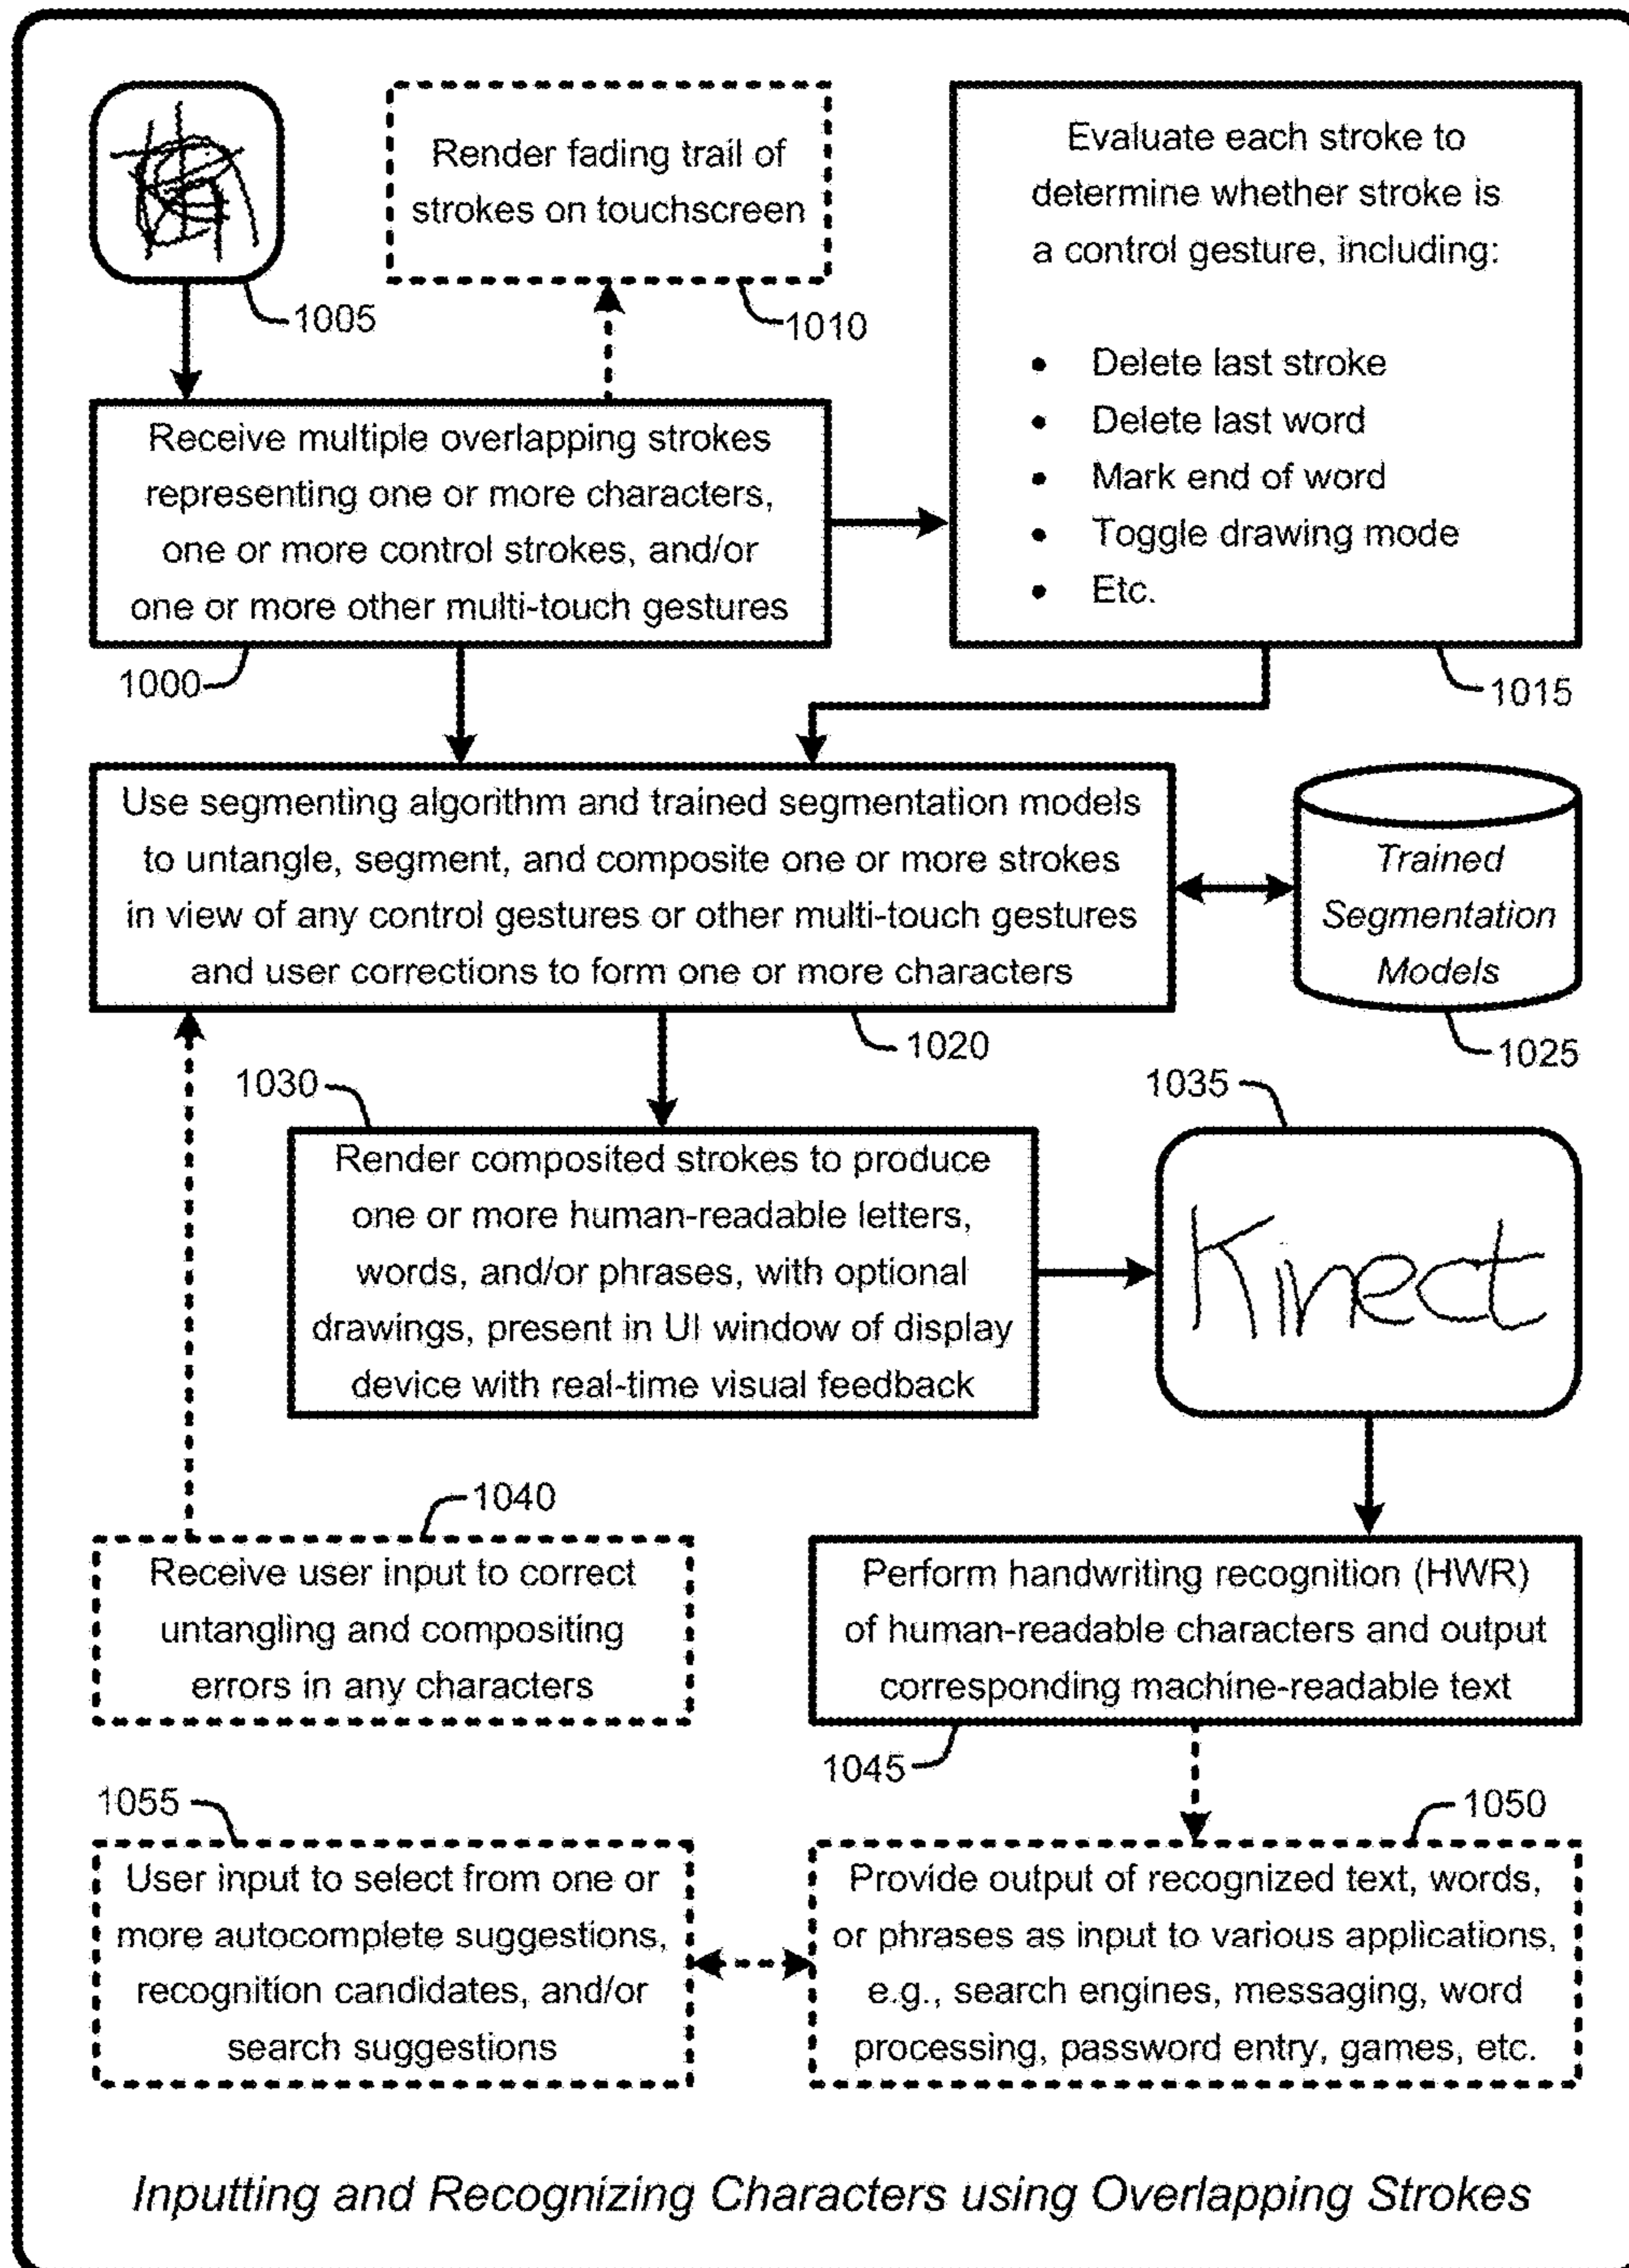 Render fading trail of
strokes on touchscreen
Evaluate each stroke to
determine whether stroke is
a control gesture, including:
• Delete last stroke
• Delete last word
• Mark end of word
• Toggle drawing mode
• Etc.
1005
1010
Receive multiple overlapping strokes
representing one or more characters,
one or more control strokes, and/or
one or more other multi-touch gestures
1000
1015
Use segmenting algorithm and trained segmentation models
to untangle, segment, and composite one or more strokes
in view of any control gestures or other multi-touch gestures
and user corrections to form one or more characters
Trained
Segmentation
Models
1020
1025
1030
1035
Render composited strokes to produce
one or more human-readable letters,
words, and/or phrases, with optional
drawings, present in UI window of display
device with real-time visual feedback
Kinect
1040
Receive user input to correct
untangling and compositing
errors in any characters
Perform handwriting recognition (HWR)
of human-readable characters and output
corresponding machine-readable text
1045
1055
1050
User input to select from one or
more autocomplete suggestions,
recognition candidates, and/or
search suggestions
Provide output of recognized text, words,
or phrases as input to various applications,
e.g., search engines, messaging, word
processing, password entry, games, etc.
Inputting and Recognizing Characters using Overlapping Strokes